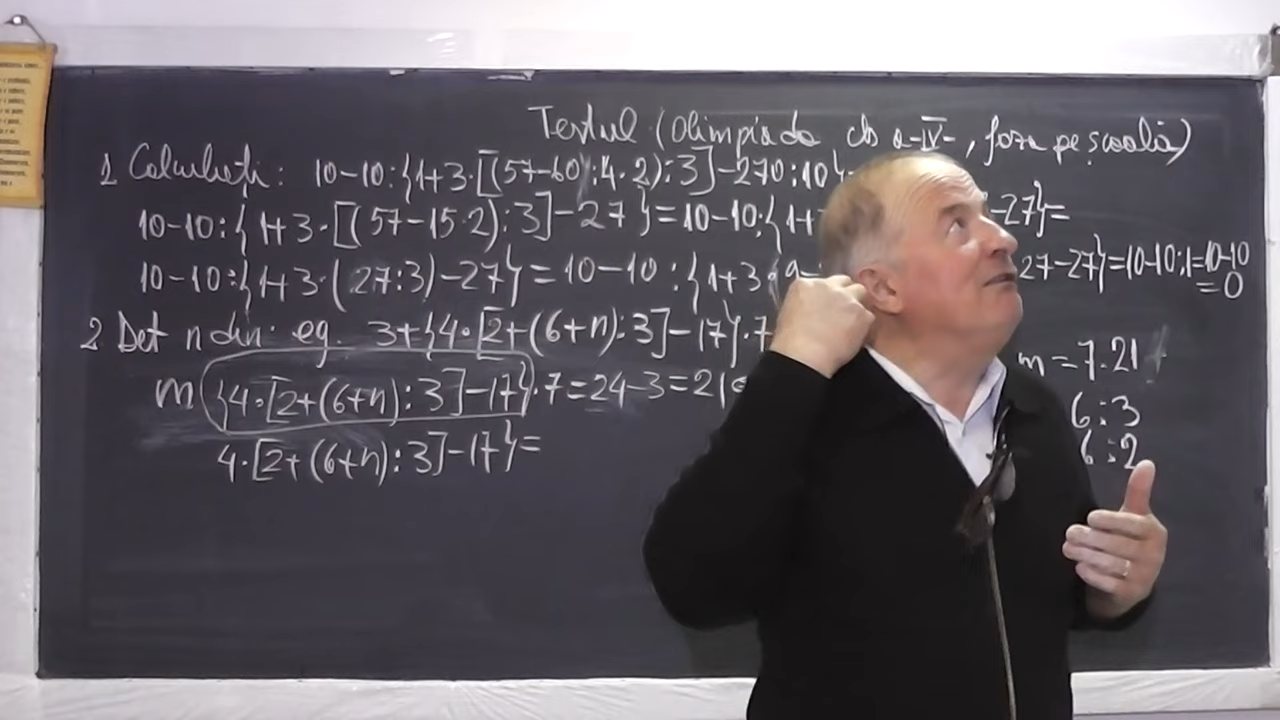 Testul (Olimpiada cls a-IV-, faza pe școală)
1 Calculați: 10-10:{1+3·[(57-60:4·2):3]-270:10}
10-10:{1+3·[(57-15·2):3]-27}=10-10:{1+ -27}=
10-10:{1+3·(27:3)-27}=10-10:{1+3·9- 27-27}=10-10:1=10-10
=0
2 Det n din eg. 3+{4·[2+(6+n):3]-17}·7
m {4·[2+(6+n):3]-17}·7=24-3=21 m=7·21
6:3
4·[2+(6+n):3]-17}= 6:2